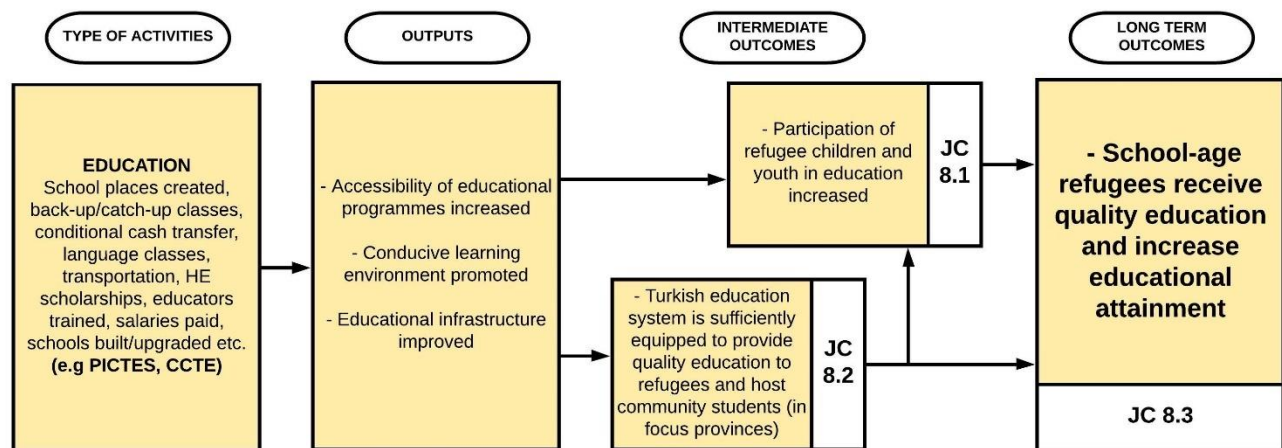 TYPE OF ACTIVITIES
OUTPUTS
INTERMEDIATE
OUTCOMES
LONG TERM
OUTCOMES
EDUCATION
School places created,
back-up/catch-up classes,
conditional cash transfer,
language classes,
transportation, HE
scholarships, educators
trained, salaries paid,
schools built/upgraded etc.
(e.g PICTES, CCTE)
- Accessibility of educational
programmes increased
- Conducive learning
environment promoted
- Educational infrastructure
improved
- Participation of
refugee children and
youth in education
increased
JC
8.1
- Turkish education
system is sufficiently
equipped to provide
quality education to
refugees and host
community students (in
focus provinces)
JC
8.2
- School-age
refugees receive
quality education
and increase
educational
attainment
JC 8.3